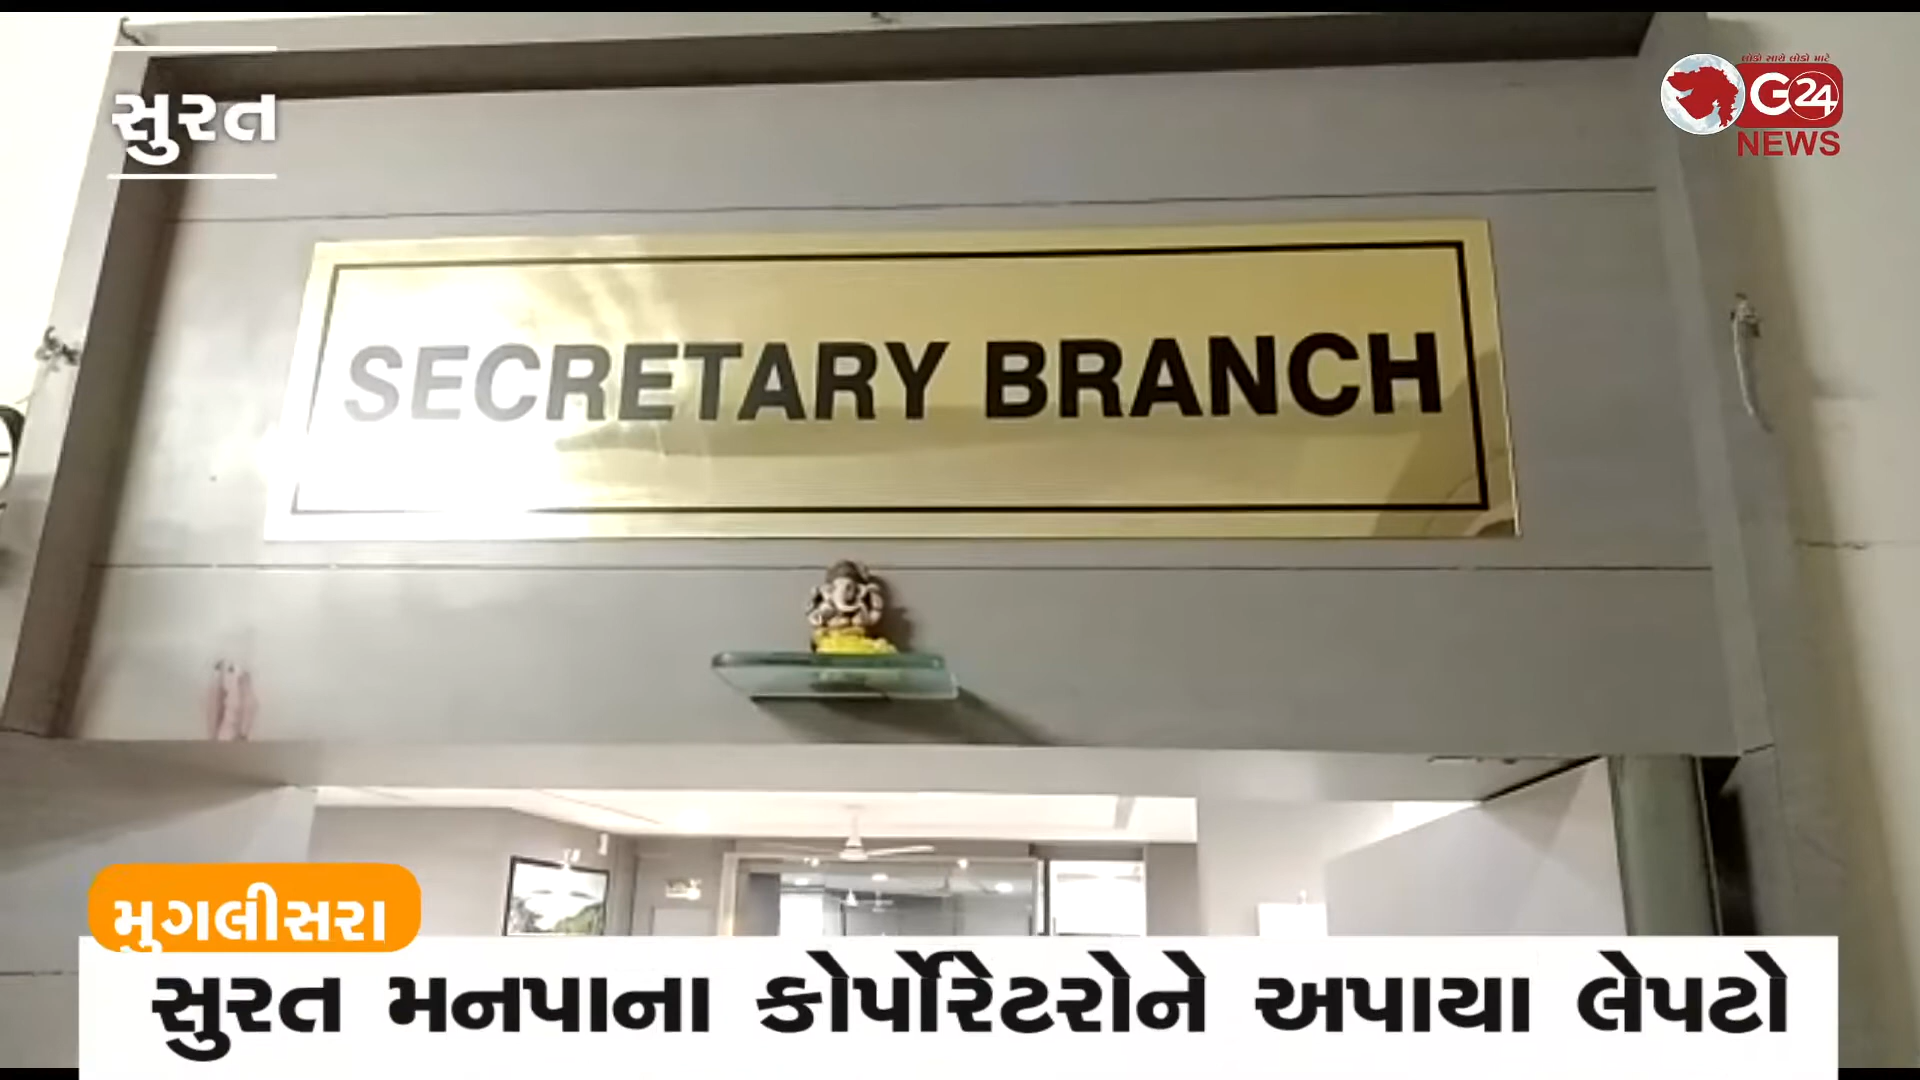 સુરત
લોકો સાથે લોકો માટે
G24
NEWS
SECRETARY BRANCH
મુગલીસરા
સુરત મનપાના કોર્પોરેટરોને અપાયા લેપટો